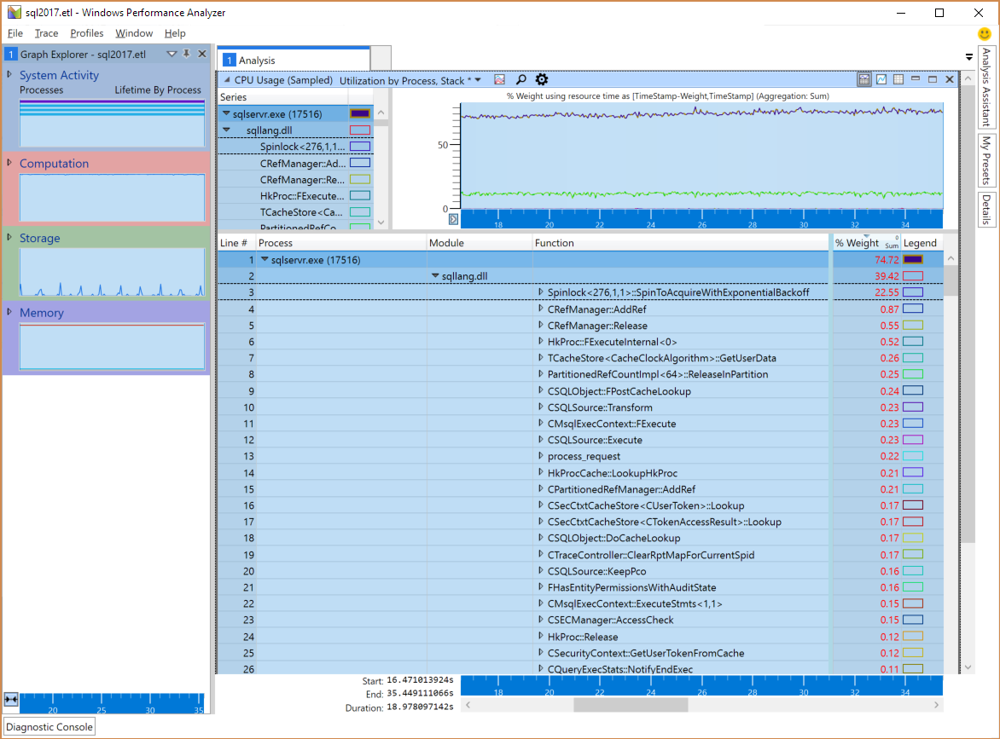 sql2017.etl - Windows Performance Analyzer
File Trace Profiles Window Help
1 Graph Explorer - sql2017.etl
System Activity
Processes Lifetime By Process
Computation
Storage
Memory
20 25 30 35
1 Analysis
CPU Usage (Sampled) Utilization by Process, Stack *
Series
sqlservr.exe (17516)
sqllang.dll
Spinlock<276,1,1...
CRefManager::Ad...
CRefManager::Re...
HkProc::FExecute...
TCacheStore<Ca...
PartitionedRefCo...
% Weight using resource time as [TimeStamp-Weight,TimeStamp] (Aggregation: Sum)
50
0
18 20 22 24 26 28 30 32 34
Line # Process Module Function % Weight 0 Sum Legend
1 sqlservr.exe (17516) 74.72
2 sqllang.dll 39.42
3 Spinlock<276,1,1>::SpinToAcquireWithExponentialBackoff 22.55
4 CRefManager::AddRef 0.87
5 CRefManager::Release 0.55
6 HkProc::FExecuteInternal<0> 0.52
7 TCacheStore<CacheClockAlgorithm>::GetUserData 0.26
8 PartitionedRefCountImpl<64>::ReleaseInPartition 0.25
9 CSQLObject::FPostCacheLookup 0.24
10 CSQLSource::Transform 0.23
11 CMsqlExecContext::FExecute 0.23
12 CSQLSource::Execute 0.23
13 process_request 0.22
14 HkProcCache::LookupHkProc 0.21
15 CPartitionedRefManager::AddRef 0.21
16 CSecCtxtCacheStore<CUserToken>::Lookup 0.17
17 CSecCtxtCacheStore<CTokenAccessResult>::Lookup 0.17
18 CSQLObject::DoCacheLookup 0.17
19 CTraceController::ClearRptMapForCurrentSpid 0.17
20 CSQLSource::KeepPco 0.16
21 FHasEntityPermissionsWithAuditState 0.16
22 CMsqlExecContext::ExecuteStmts<1,1> 0.15
23 CSECManager::AccessCheck 0.15
24 HkProc::Release 0.12
25 CSecurityContext::GetUserTokenFromCache 0.12
26 CQueryExecStats::NotifyEndExec 0.11
Start: 16.471013924s
End: 35.449111066s
Duration: 18.978097142s
18 20 22 24 26 28 30 32 34
Analysis Assistant
My Presets
Details
Diagnostic Console